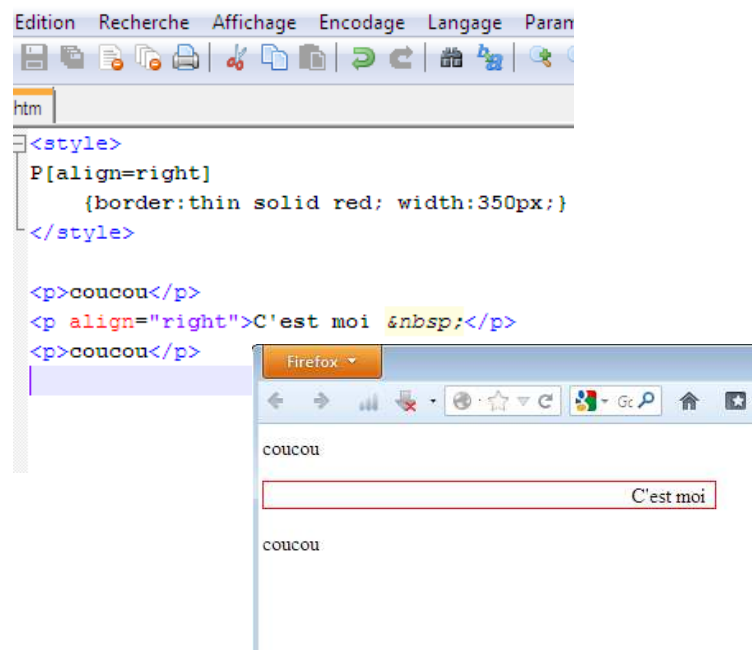 Edition Recherche Affichage Encodage Langage Param
htm
<style>
P[align=right]
{border:thin solid red; width:350px;}
</style>
<p>coucou</p>
<p align="right">C'est moi &nbsp;</p>
<p>coucou</p>
Firefox
Gc
coucou
C'est moi
coucou